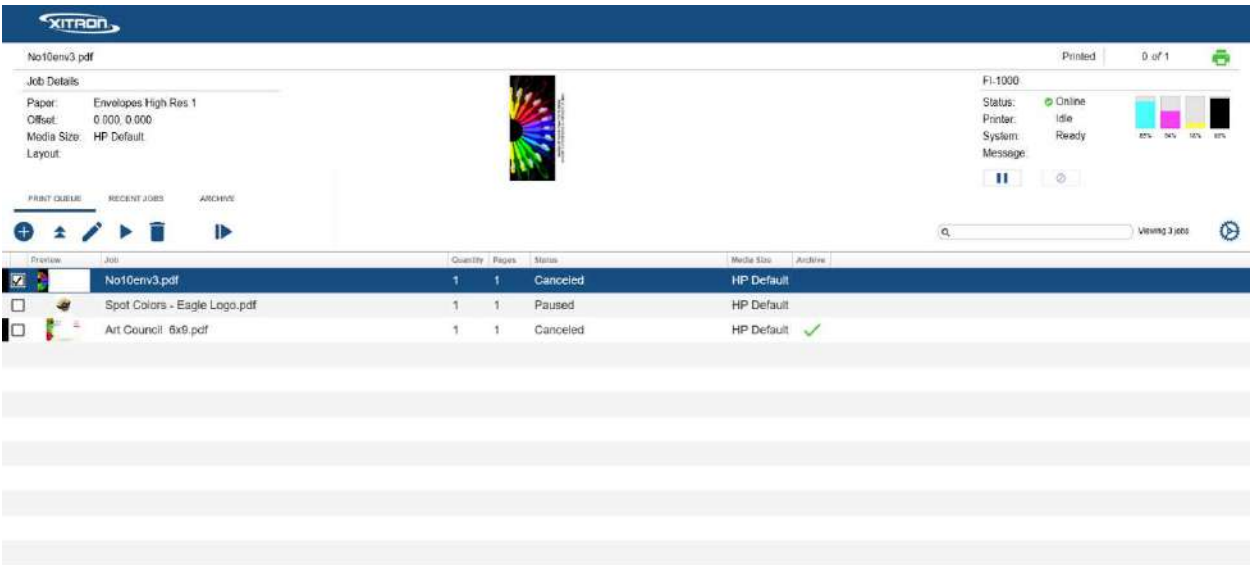 XITRON
No10env3.pdf
Printed 0 of 1
Job Details
FI-1000
Paper: Envelopes High Res 1
Status: Online
Offset: 0.000, 0.000
Printer: Idle
Media Size: HP Default
System: Ready
Layout:
Message:
PRINT QUEUE RECENT JOBS ARCHIVE
Viewing 3 jobs
Preview Job Quantity Pages Status Media Size Archive
No10env3.pdf 1 1 Canceled HP Default
Spot Colors - Eagle Logo.pdf 1 1 Paused HP Default
Art Council 6x9.pdf 1 1 Canceled HP Default